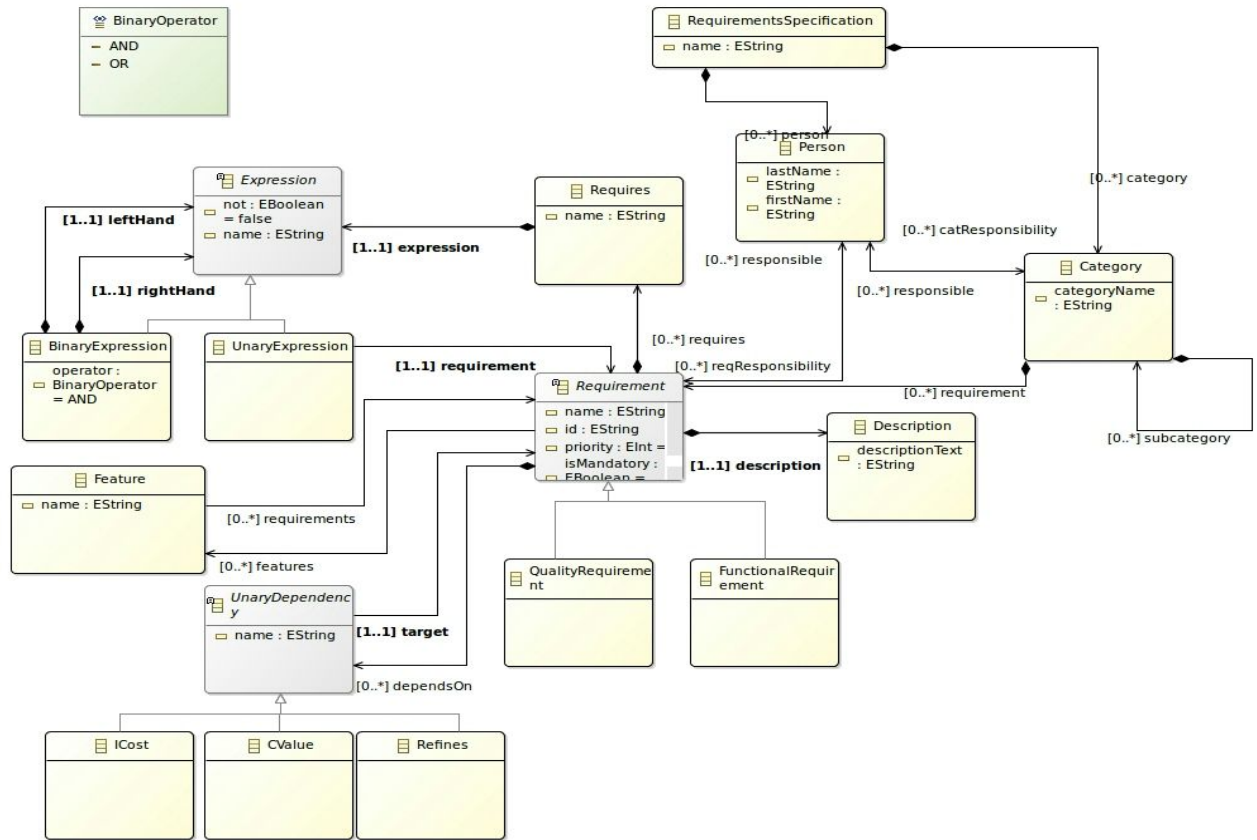 BinaryOperator
AND
OR
RequirementsSpecification
name : EString
[0..*] person
Person
lastName :
EString
firstName :
EString
[0..*] category
Expression
not : EBoolean
= false
name : EString
[1..1] leftHand
[1..1] rightHand
Requires
name : EString
[1..1] expression
[0..*] catResponsibility
[0..*] responsible
[0..*] responsible
Category
categoryName
: EString
BinaryExpression
operator :
BinaryOperator
= AND
UnaryExpression
[1..1] requirement
[0..*] requires
[0..*] reqResponsibility
Requirement
name : EString
id : EString
priority : EInt =
isMandatory :
EBoolean =
[0..*] requirement
[0..*] subcategory
Description
descriptionText
: EString
[1..1] description
Feature
name : EString
[0..*] requirements
[0..*] features
UnaryDependenc
y
name : EString
[1..1] target
[0..*] dependsOn
QualityRequireme
nt
FunctionalRequir
ement
ICost
CValue
Refines